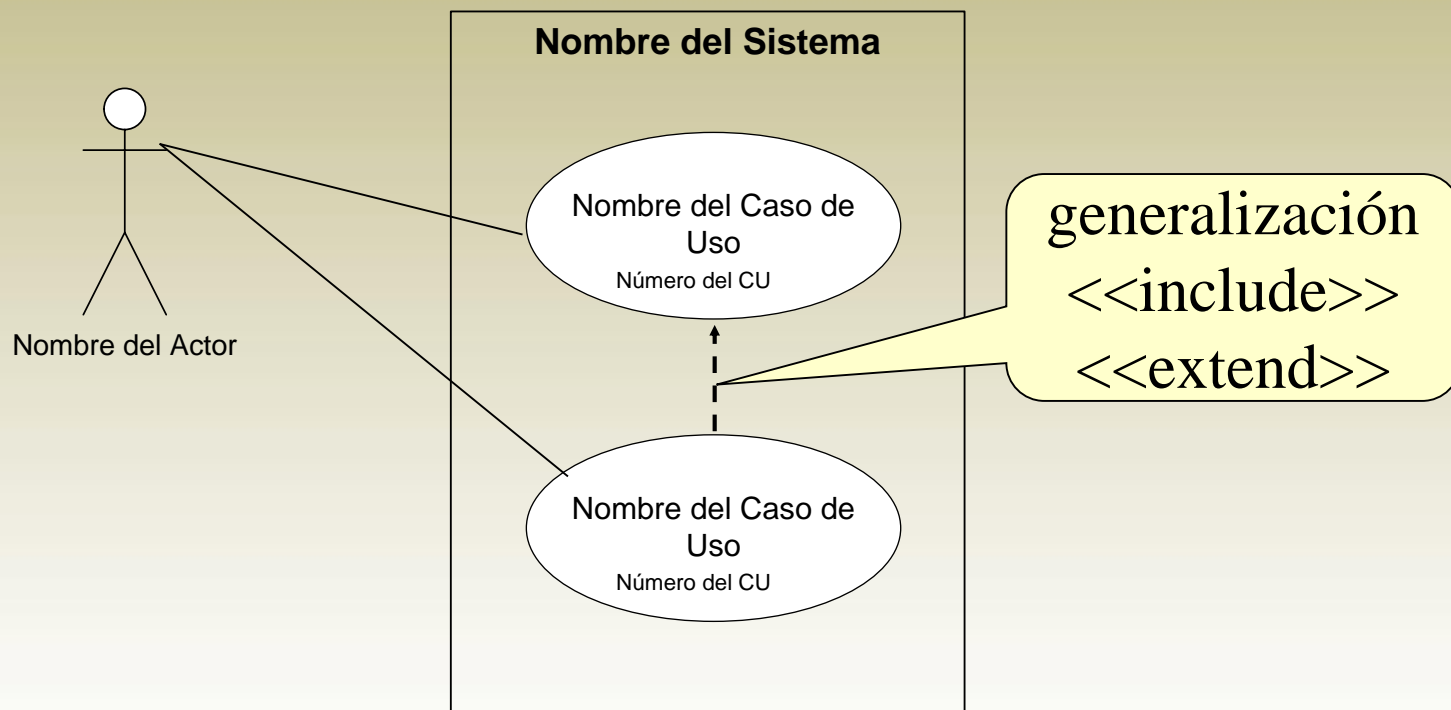 Nombre del Sistema
Nombre del Caso de
Uso
Número del CU
generalización
<<include>>
<<extend>>
Nombre del Actor
Nombre del Caso de
Uso
Número del CU